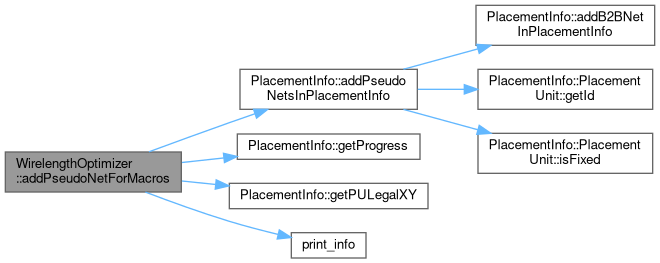 WirelengthOptimizer
::addPseudoNetForMacros
PlacementInfo::addPseudo
NetsInPlacementInfo
PlacementInfo::addB2BNet
InPlacementInfo
PlacementInfo::Placement
Unit::getId
PlacementInfo::Placement
Unit::isFixed
PlacementInfo::getProgress
PlacementInfo::getPULegalXY
print_info